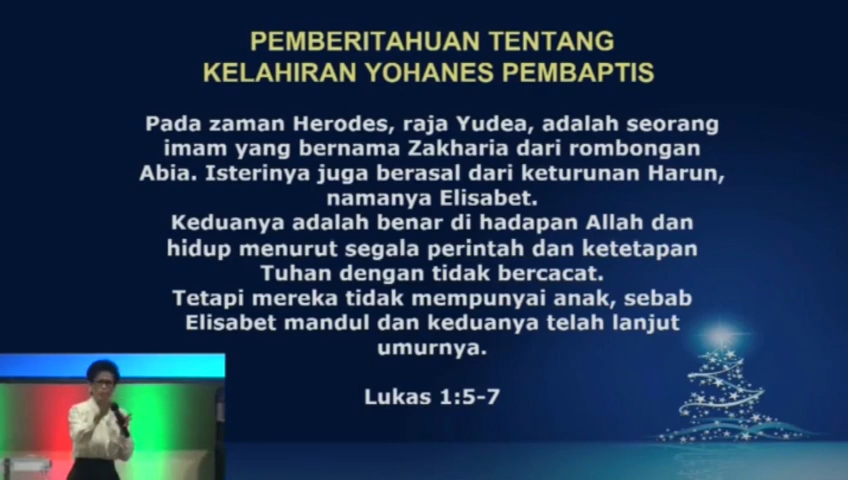 PEMBERITAHUAN TENTANG
KELAHIRAN YOHANES PEMBAPTIS
Pada zaman Herodes, raja Yudea, adalah seorang
imam yang bernama Zakharia dari rombongan
Abia. Isterinya juga berasal dari keturunan Harun,
namanya Elisabet.
Keduanya adalah benar di hadapan Allah dan
hidup menurut segala perintah dan ketetapan
Tuhan dengan tidak bercacat.
Tetapi mereka tidak mempunyai anak, sebab
Elisabet mandul dan keduanya telah lanjut
umurnya.
Lukas 1:5-7